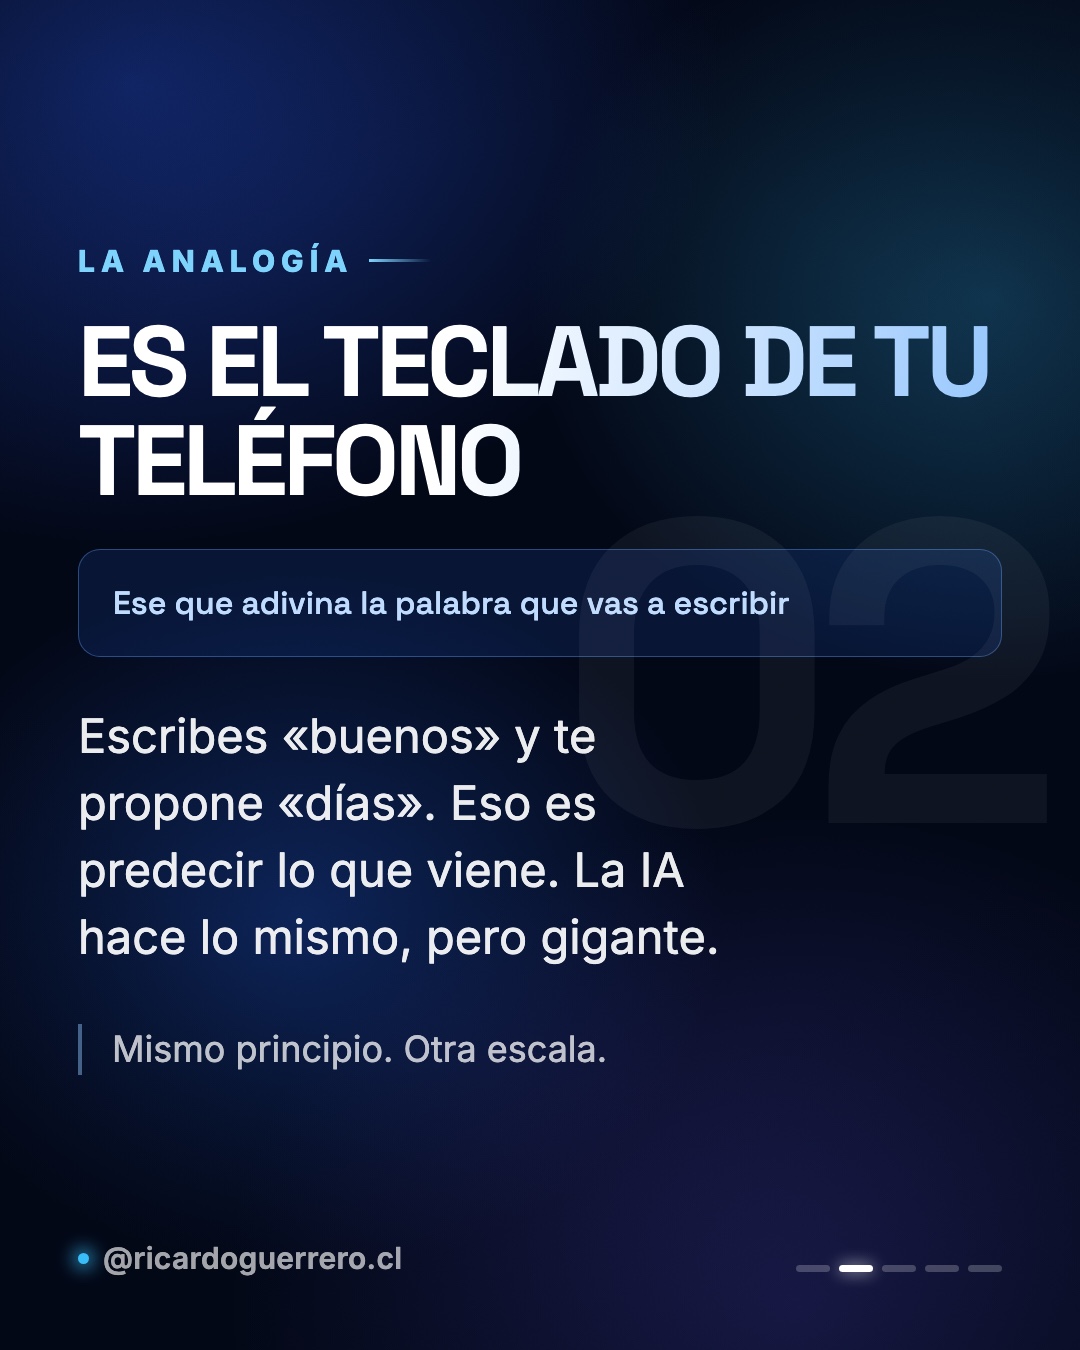 LA ANALOGÍA
ES EL TECLADO DE TU
TELÉFONO
02
Ese que adivina la palabra que vas a escribir
Escribes «buenos» y te
propone «días». Eso es
predecir lo que viene. La IA
hace lo mismo, pero gigante.
Mismo principio. Otra escala.
@ricardoguerrero.cl